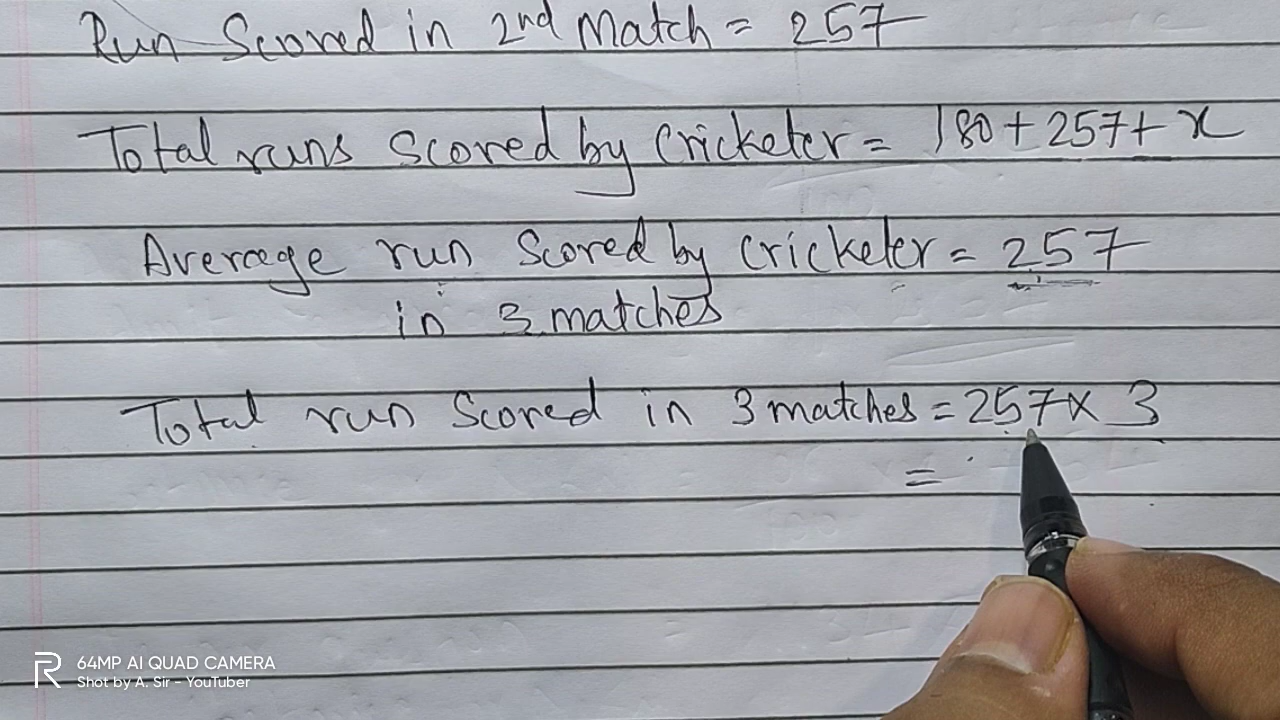 Run Scored in 2nd Match = 257
Total runs scored by Cricketer = 180 + 257 + x
Average run Scored by Cricketer = 257
in 3 matches
Total run Scored in 3 matches = 257 x 3
=
64MP AI QUAD CAMERA
Shot by A. Sir - YouTuber